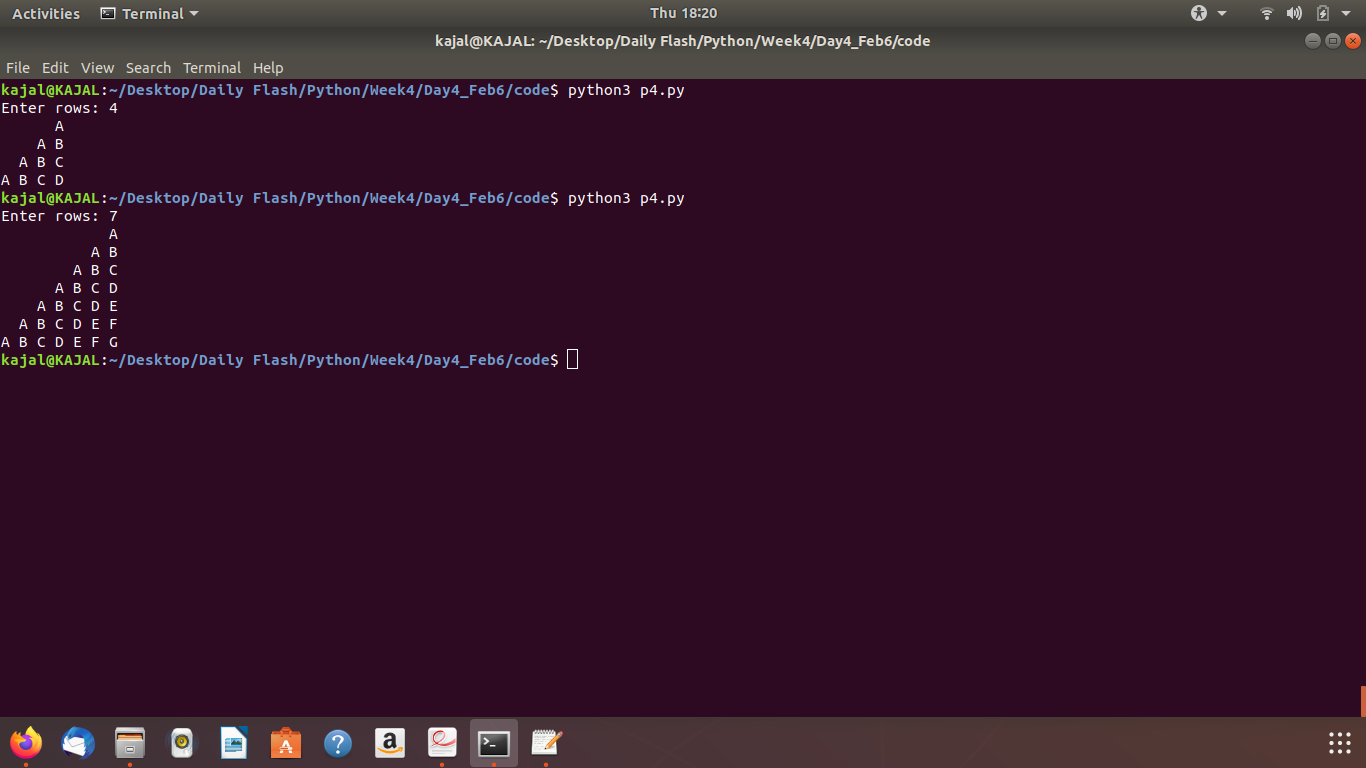 Activities Terminal Thu 18:20
kajal@KAJAL: ~/Desktop/Daily Flash/Python/Week4/Day4_Feb6/code
File Edit View Search Terminal Help
kajal@KAJAL:~/Desktop/Daily Flash/Python/Week4/Day4_Feb6/code$ python3 p4.py
Enter rows: 4
      A
    A B
  A B C
A B C D
kajal@KAJAL:~/Desktop/Daily Flash/Python/Week4/Day4_Feb6/code$ python3 p4.py
Enter rows: 7
            A
          A B
        A B C
      A B C D
    A B C D E
  A B C D E F
A B C D E F G
kajal@KAJAL:~/Desktop/Daily Flash/Python/Week4/Day4_Feb6/code$